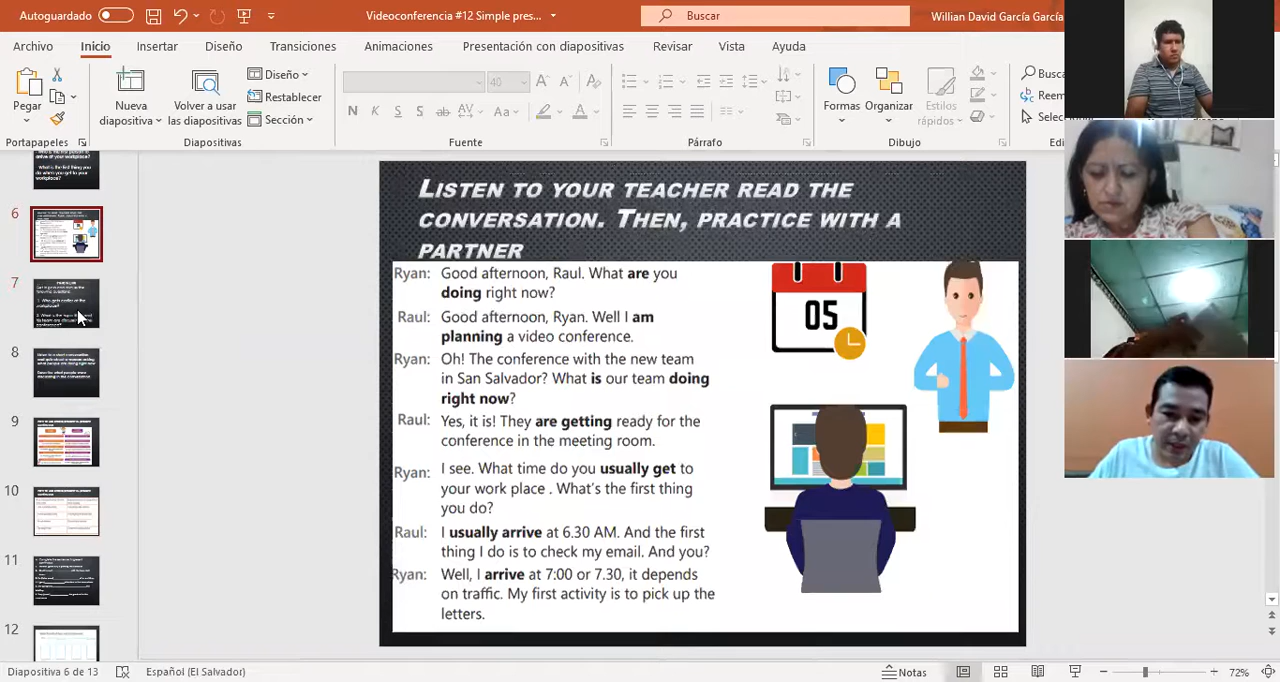 Autoguardado
Videoconferencia #12 Simple pres...
Buscar
Willian David García García
Archivo Inicio Insertar Diseño Transiciones Animaciones Presentación con diapositivas Revisar Vista Ayuda
Pegar
Nueva diapositiva
Volver a usar las diapositivas
Diseño
Restablecer
Sección
40
N K S S ab AV Aa A
Formas
Organizar
Estilos rápidos
Busca
Reem
Portapapeles
Diapositivas
Fuente
Párrafo
Dibujo
Edi
6
7
8
9
10
11
12
LISTEN TO YOUR TEACHER READ THE
CONVERSATION. THEN, PRACTICE WITH A
PARTNER
Ryan: Good afternoon, Raul. What are you
doing right now?
Raul: Good afternoon, Ryan. Well I am
planning a video conference.
Ryan: Oh! The conference with the new team
in San Salvador? What is our team doing
right now?
Raul: Yes, it is! They are getting ready for the
conference in the meeting room.
Ryan: I see. What time do you usually get to
your work place . What's the first thing
you do?
Raul: I usually arrive at 6.30 AM. And the first
thing I do is to check my email. And you?
Ryan: Well, I arrive at 7:00 or 7.30, it depends
on traffic. My first activity is to pick up the
letters.
05
Diapositiva 6 de 13
Español (El Salvador)
Notas
72%